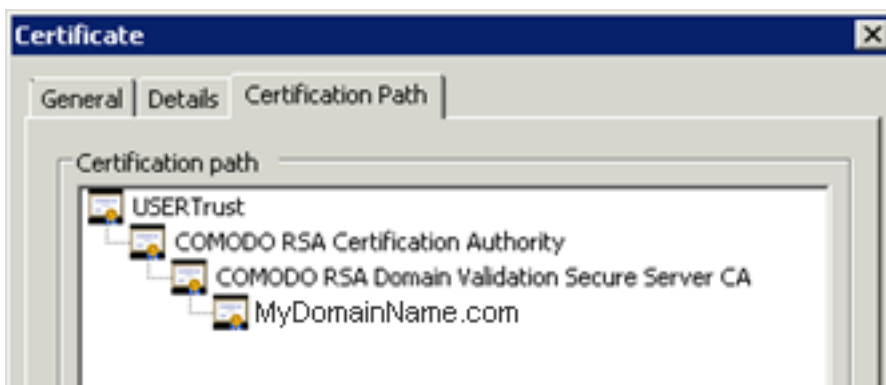 Certificate
General Details Certification Path
Certification path
USERTrust
COMODO RSA Certification Authority
COMODO RSA Domain Validation Secure Server CA
MyDomainName.com